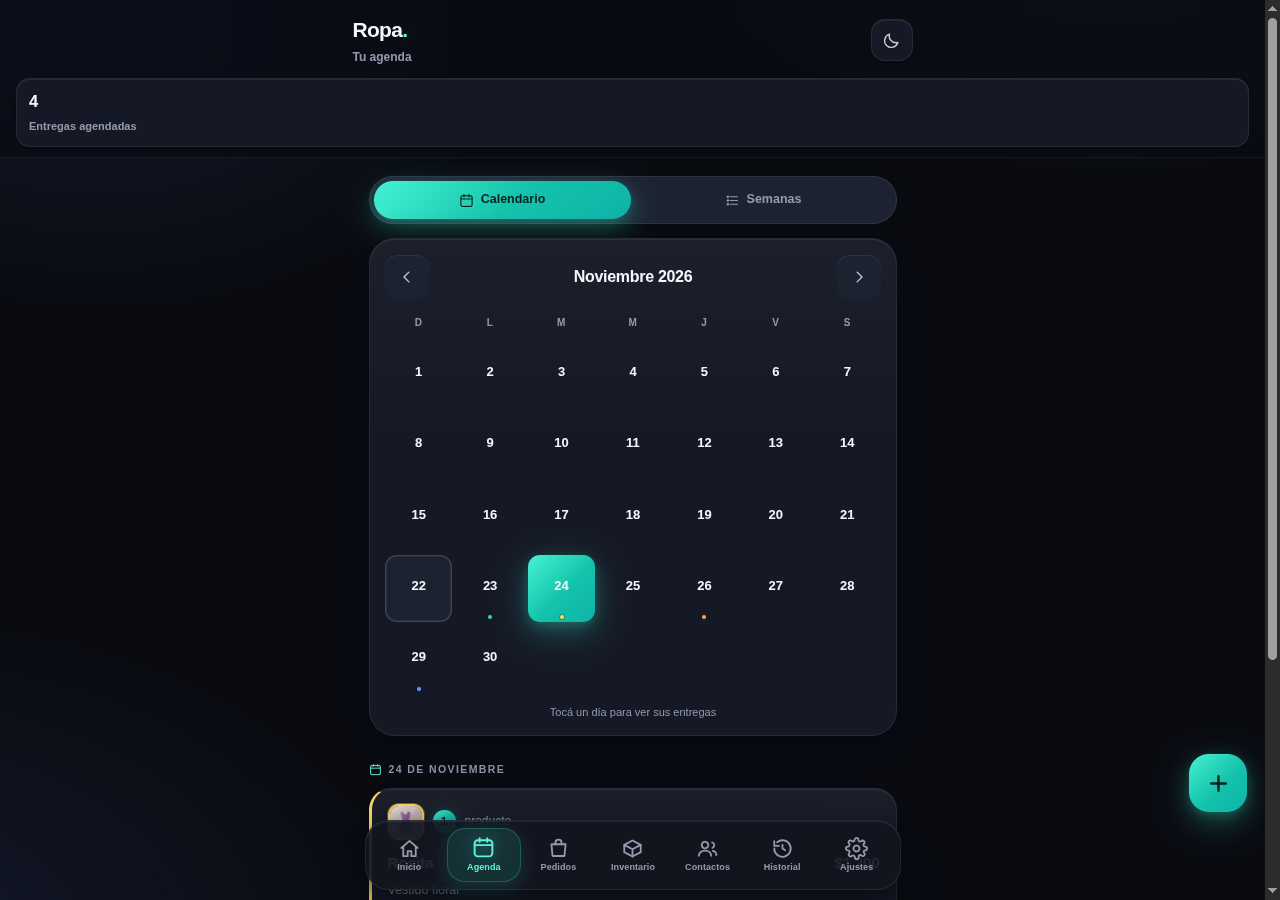 Ropa.
Tu agenda
4
Entregas agendadas
Calendario
Semanas
Noviembre 2026
D L M M J V S
1 2 3 4 5 6 7
8 9 10 11 12 13 14
15 16 17 18 19 20 21
22 23 24 25 26 27 28
29 30
Tocá un día para ver sus entregas
24 DE NOVIEMBRE
1 producto
Vestido floral
Inicio
Agenda
Pedidos
Inventario
Contactos
Historial
Ajustes